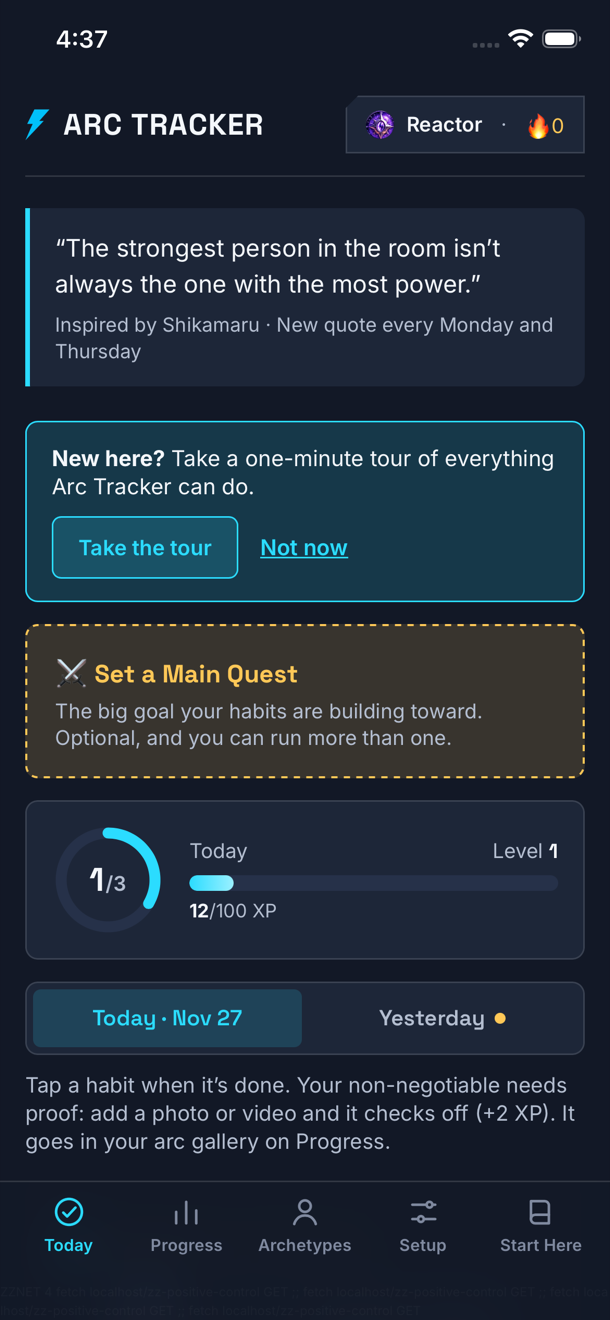 4:37
ARC TRACKER
Reactor · 🔥0
“The strongest person in the room isn’t
always the one with the most power.”
Inspired by Shikamaru · New quote every Monday and
Thursday
New here? Take a one-minute tour of everything
Arc Tracker can do.
Take the tour
Not now
⚔️ Set a Main Quest
The big goal your habits are building toward.
Optional, and you can run more than one.
1/3
Today
Level 1
12/100 XP
Today · Nov 27
Yesterday
Tap a habit when it’s done. Your non-negotiable needs
proof: add a photo or video and it checks off (+2 XP). It
goes in your arc gallery on Progress.
Today
Progress
Archetypes
Setup
Start Here